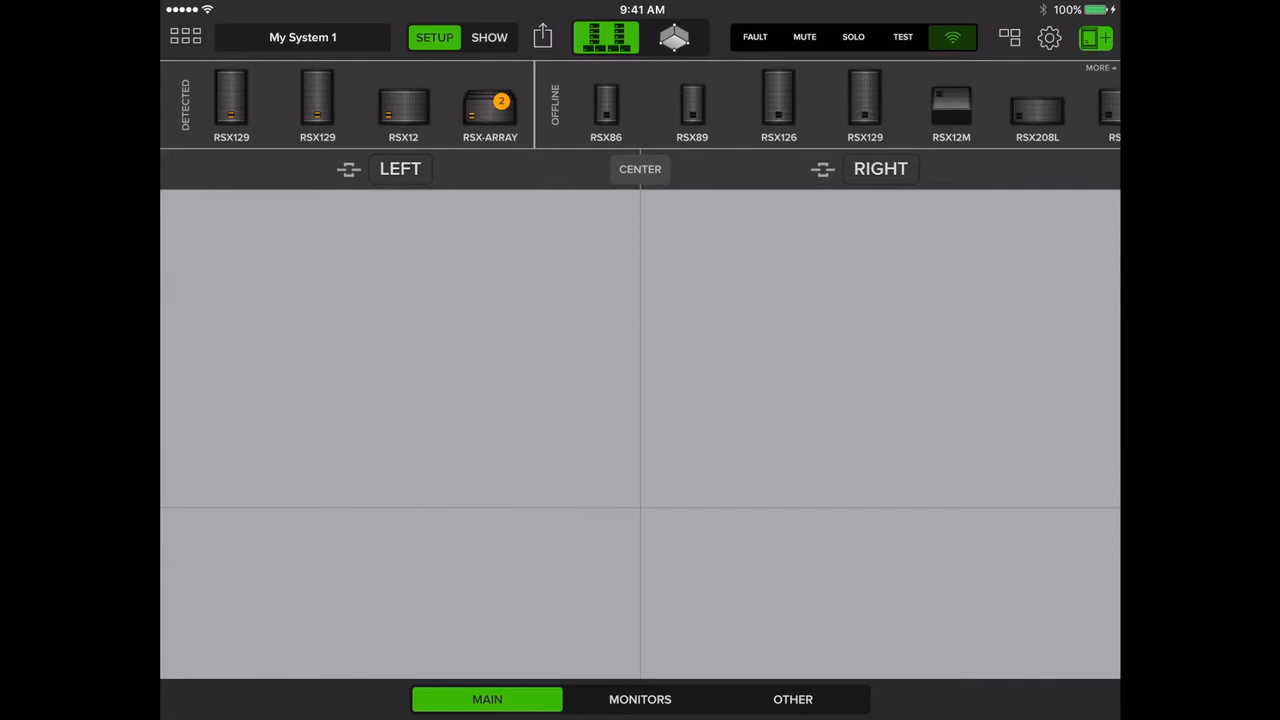 9:41 AM
100%
My System 1
SETUP
SHOW
FAULT
MUTE
SOLO
TEST
MORE
DETECTED
RSX129
RSX129
RSX12
2
RSX-ARRAY
OFFLINE
RSX86
RSX89
RSX126
RSX129
RSX12M
RSX208L
RS
LEFT
CENTER
RIGHT
MAIN
MONITORS
OTHER